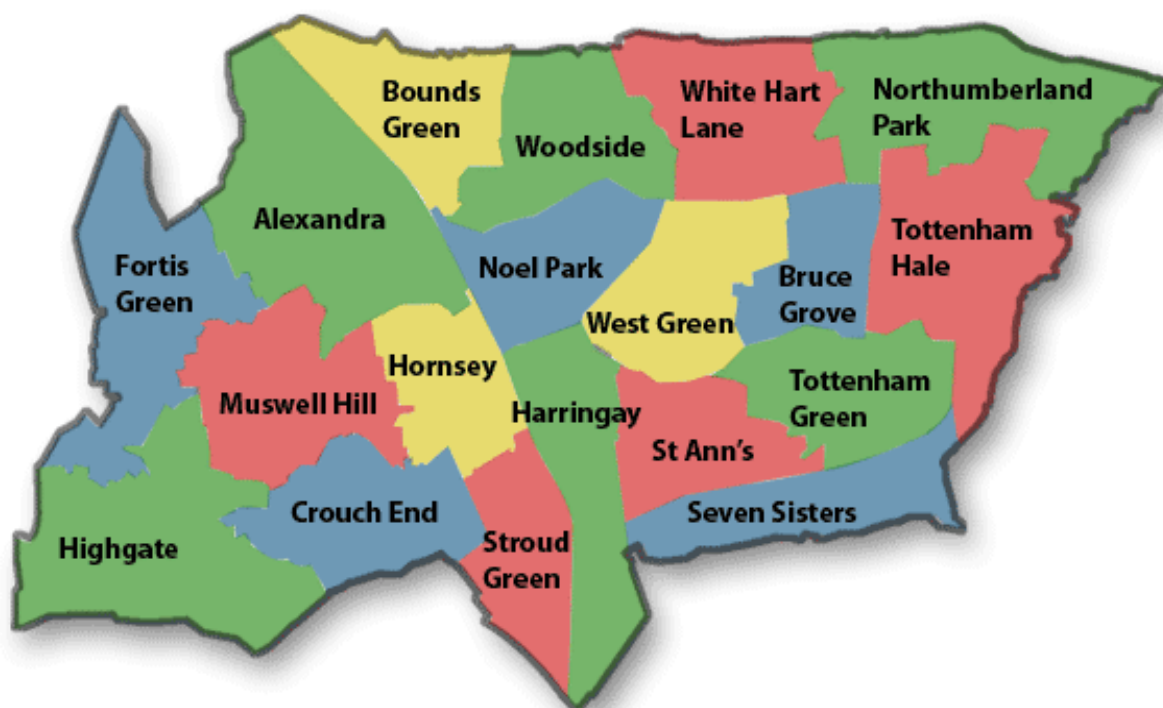 Bounds
Green
White Hart
Lane
Northumberland
Park
Woodside
Alexandra
Fortis
Green
Noel Park
Tottenham
Hale
Bruce
Grove
West Green
Hornsey
Muswell Hill
Harringay
Tottenham
Green
St Ann's
Crouch End
Seven Sisters
Highgate
Stroud
Green